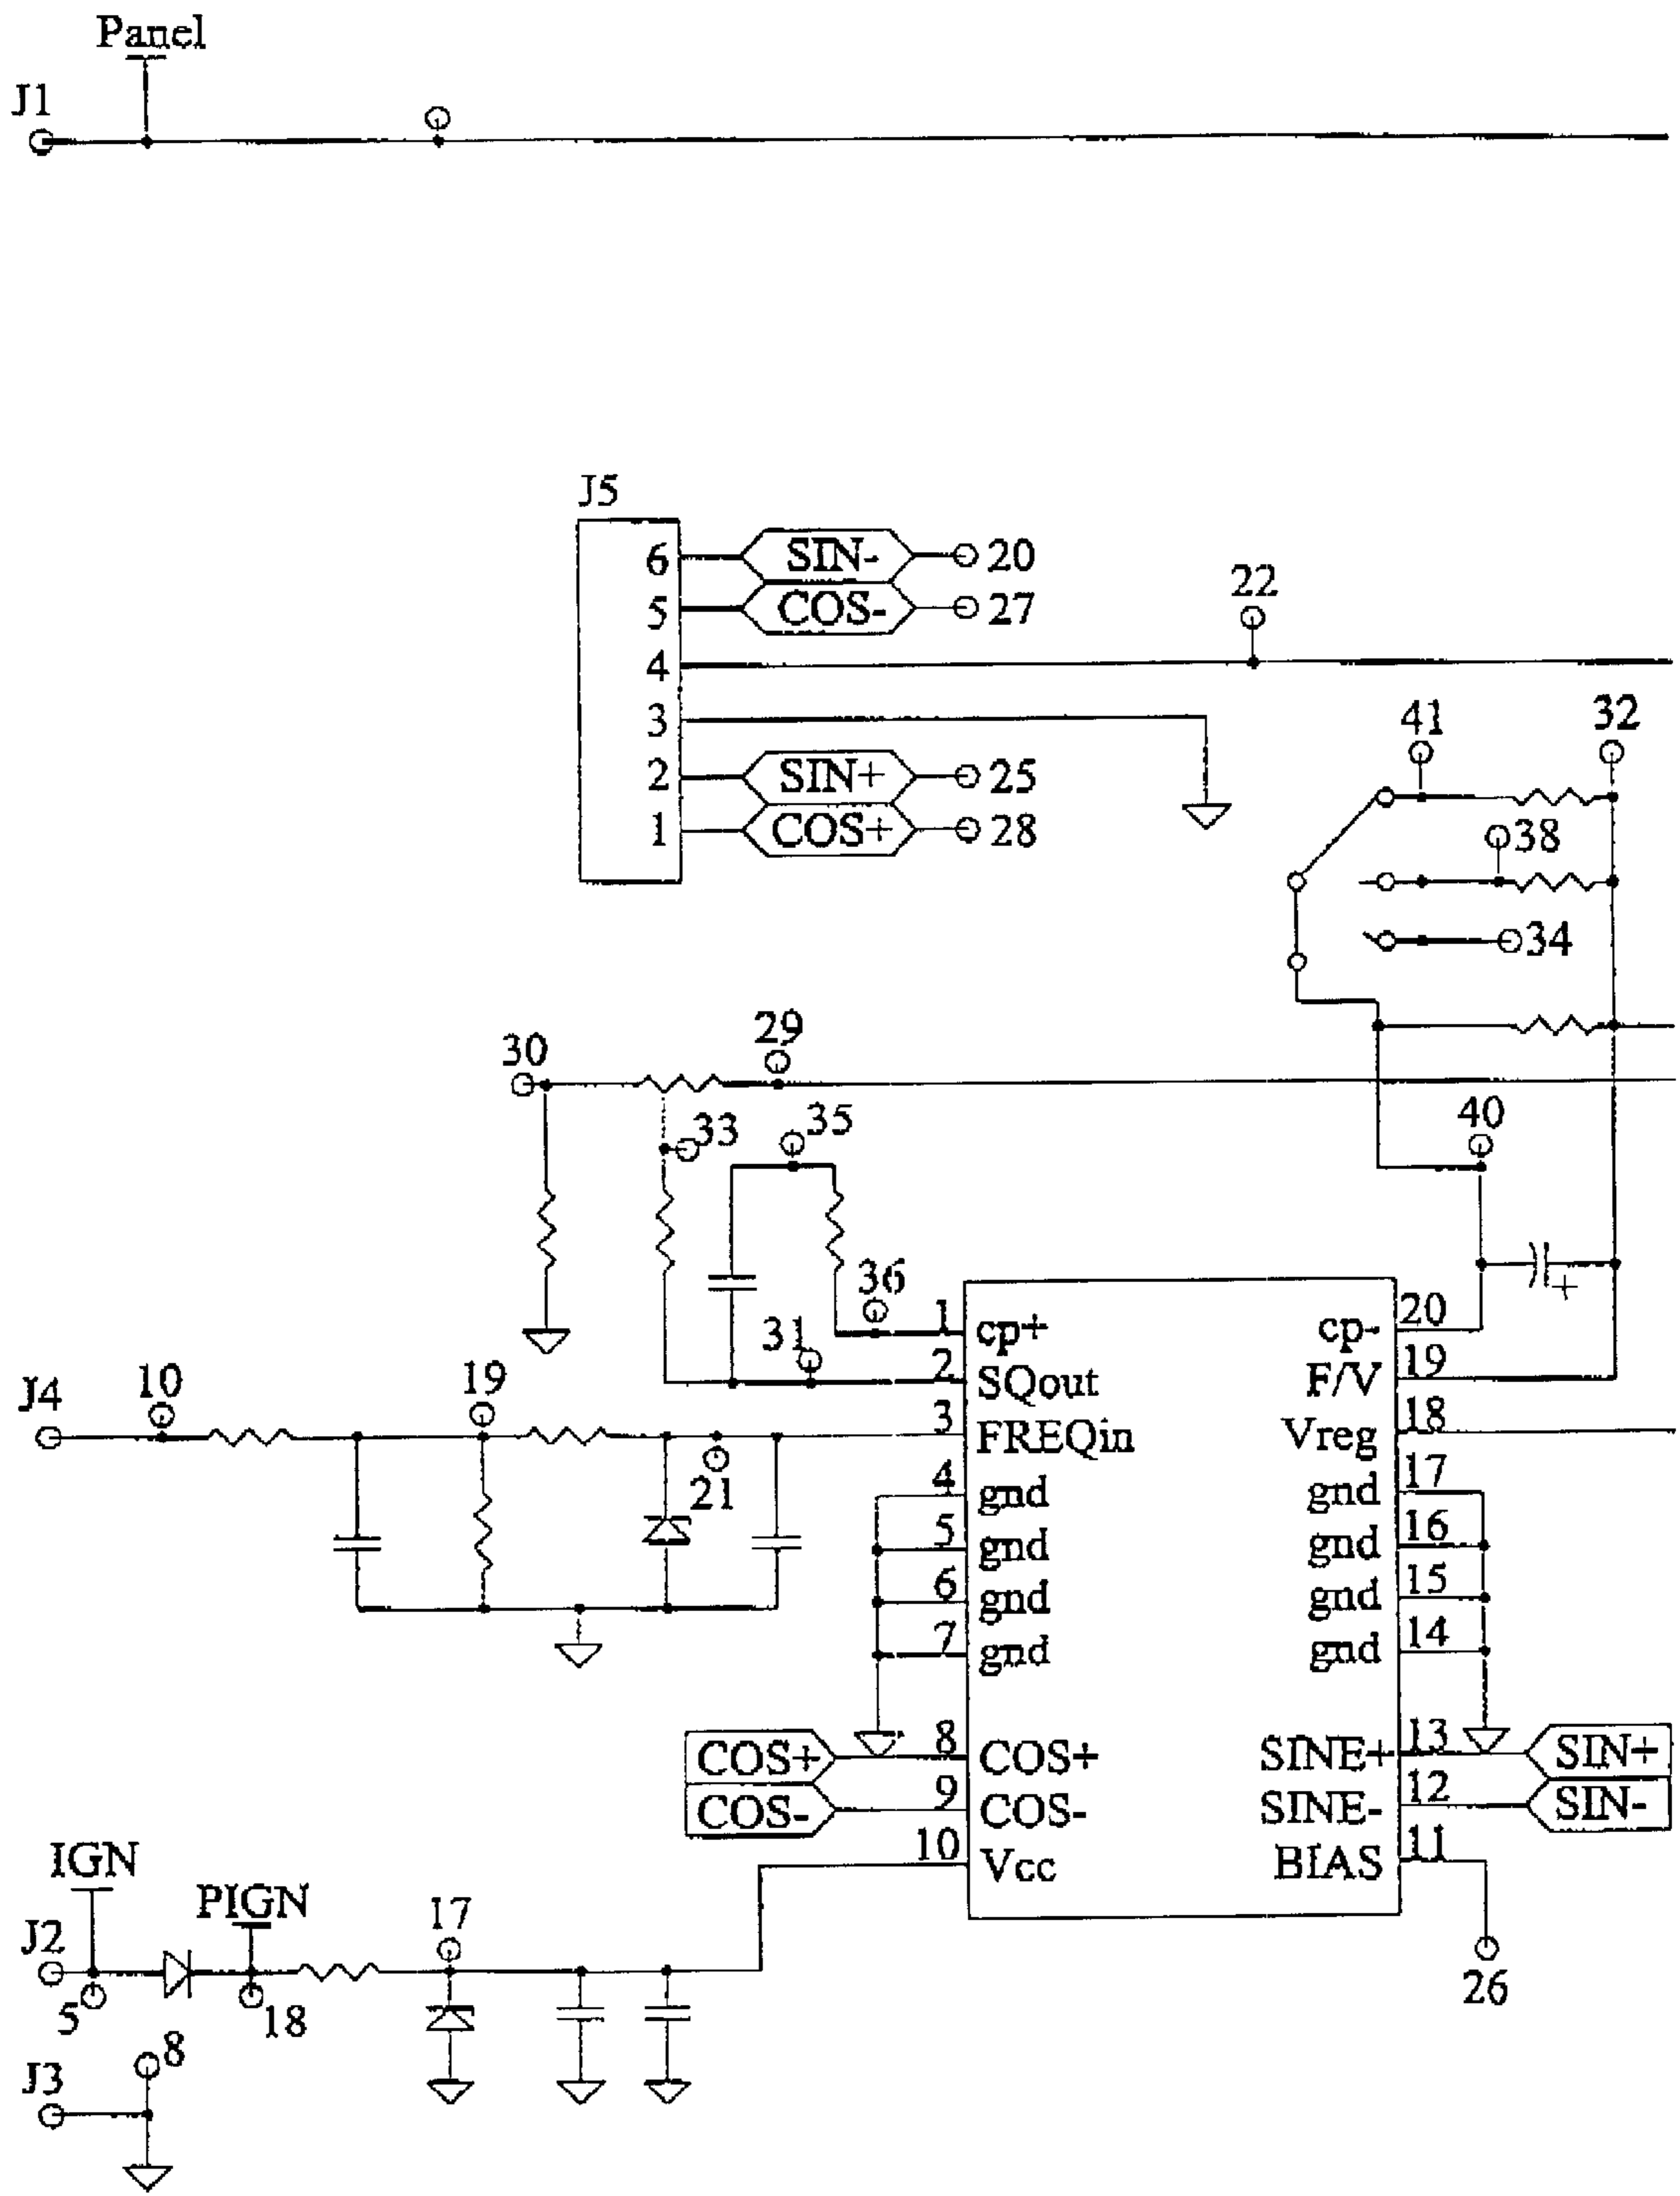 Panel
J1
J5
6 SIN- 20
5 COS- 27
4 22
3
2 SIN+ 25
1 COS+ 28
41 32
38
34
30 29
33 35 40
36
31
1 cp+ cp- 20
2 SQout F/V 19
J4 10 19 21
3 FREQin Vreg 18
4 gnd gnd 17
5 gnd gnd 16
6 gnd gnd 15
7 gnd gnd 14
COS+ 8 COS+ SINE+ 13 SIN+
COS- 9 COS- SINE- 12 SIN-
10 Vcc BIAS 11
26
IGN
PIGN
J2 17
5 18
8
J3